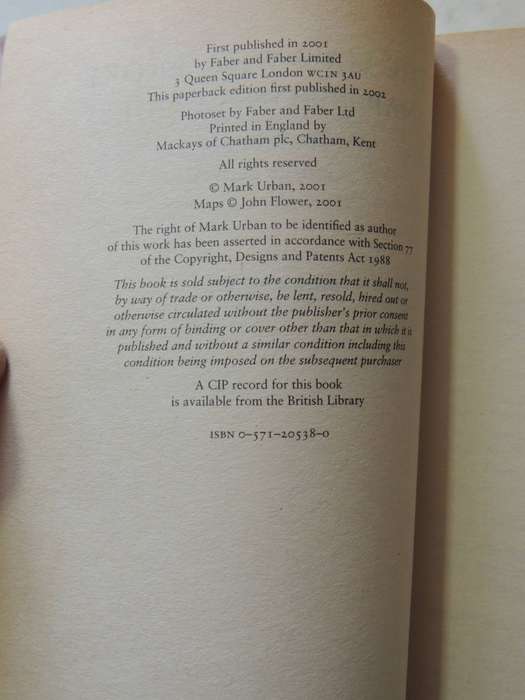 First published in 2001
by Faber and Faber Limited
3 Queen Square London WC1N 3AU
This paperback edition first published in 2002
Photoset by Faber and Faber Ltd
Printed in England by
Mackays of Chatham plc, Chatham, Kent
All rights reserved
© Mark Urban, 2001
Maps © John Flower, 2001
The right of Mark Urban to be identified as author
of this work has been asserted in accordance with Section 77
of the Copyright, Designs and Patents Act 1988
This book is sold subject to the condition that it shall not,
by way of trade or otherwise, be lent, resold, hired out or
otherwise circulated without the publisher's prior consent
in any form of binding or cover other than that in which it is
published and without a similar condition including this
condition being imposed on the subsequent purchaser
A CIP record for this book
is available from the British Library
ISBN 0–571–20538–0